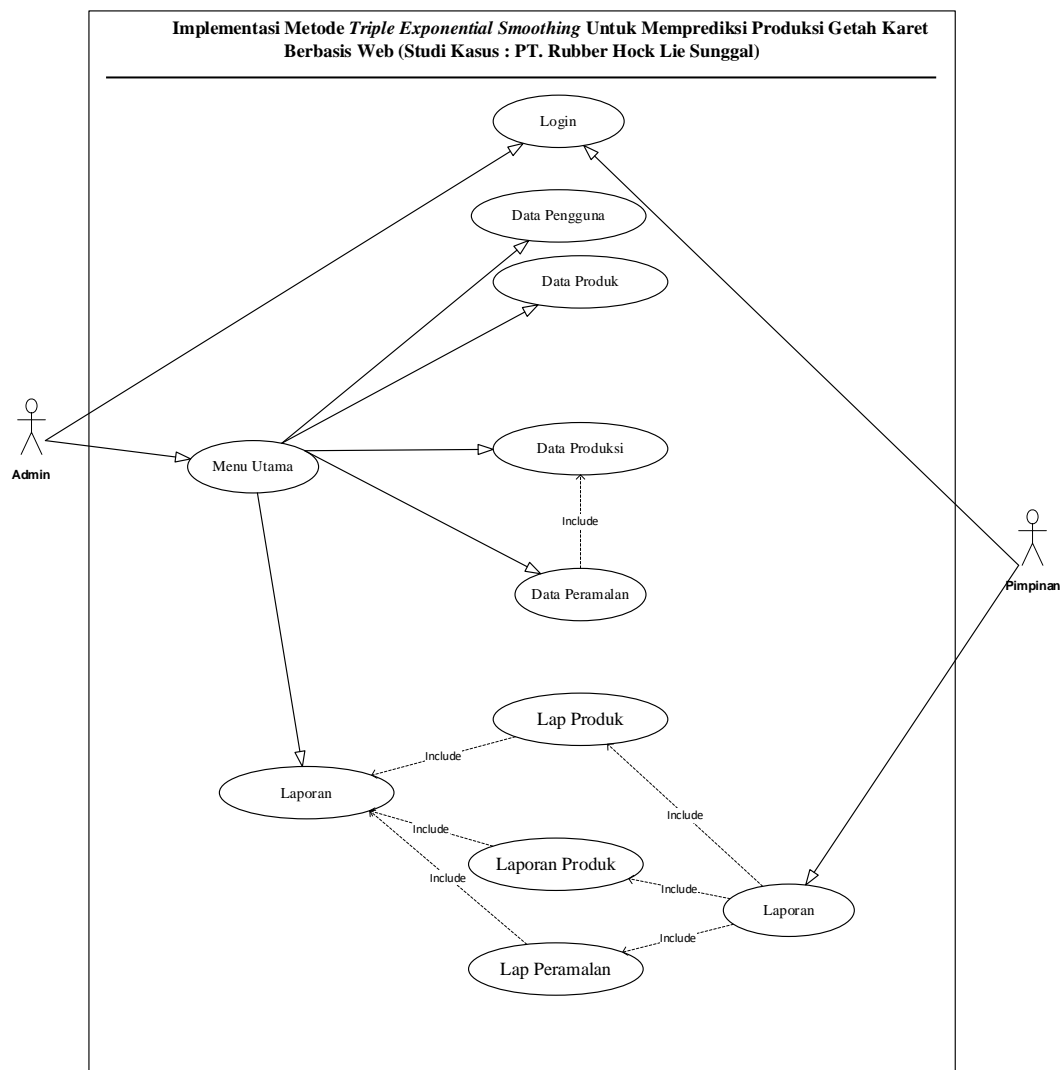 Implementasi Metode Triple Exponential Smoothing Untuk Memprediksi Produksi Getah Karet
Berbasis Web (Studi Kasus : PT. Rubber Hock Lie Sunggal)
Login
Data Pengguna
Data Produk
Admin
Menu Utama
Data Produksi
Include
Data Peramalan
Pimpinan
Lap Produk
Include
Laporan
Include
Include
Laporan Produk
Include
Include
Laporan
Include
Lap Peramalan